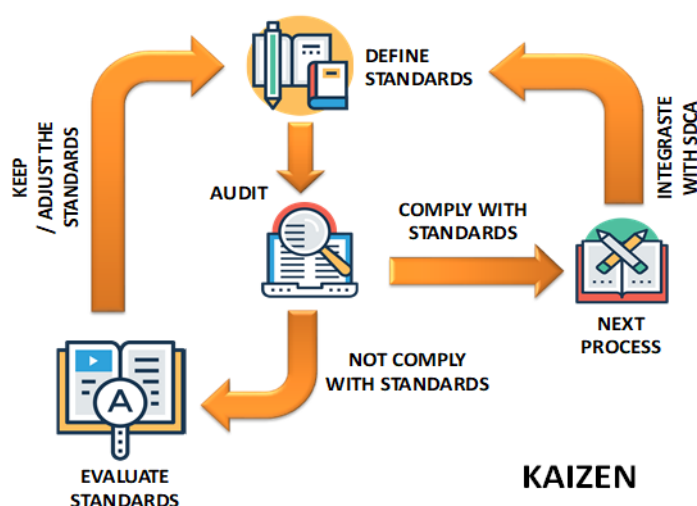 DEFINE
STANDARDS
KEEP
/ ADJUST THE
STANDARDS
INTEGRASTE
WITH SDCA
AUDIT
COMPLY WITH
STANDARDS
NEXT
PROCESS
NOT COMPLY
WITH STANDARDS
A
EVALUATE
STANDARDS
KAIZEN